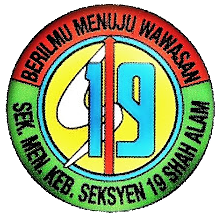 BERILMU MENUJU WAWASAN
19
SEK. MEN. KEB. SEKSYEN 19 SHAH ALAM